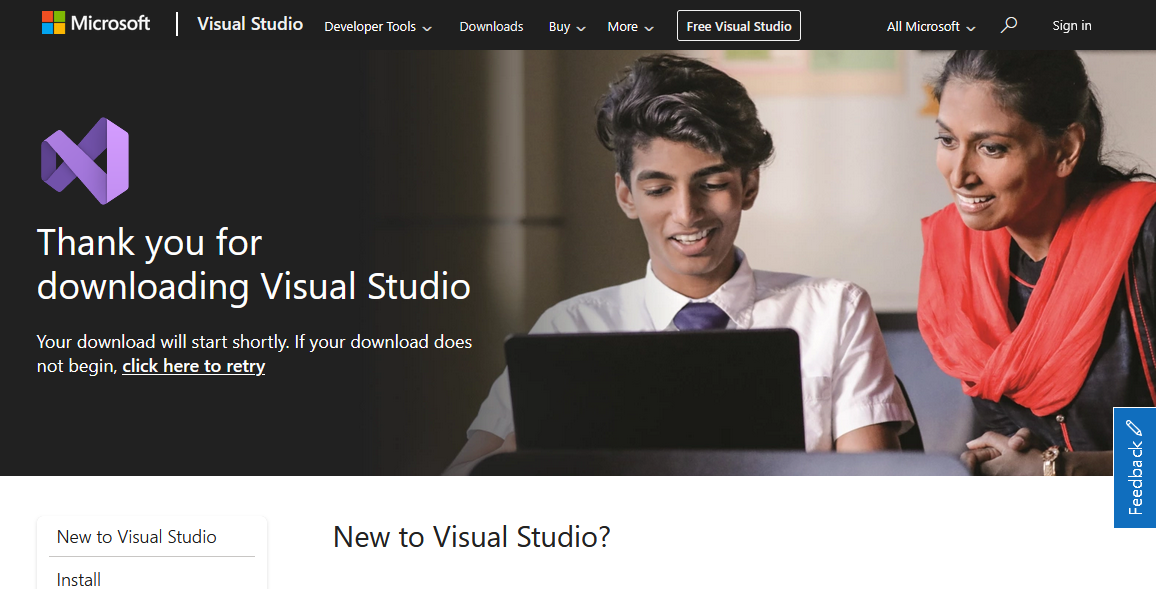 Microsoft
Visual Studio
Developer Tools
Downloads
Buy
More
Free Visual Studio
All Microsoft
Sign in
Thank you for
downloading Visual Studio
Your download will start shortly. If your download does
not begin, click here to retry
Feedback
New to Visual Studio
Install
New to Visual Studio?